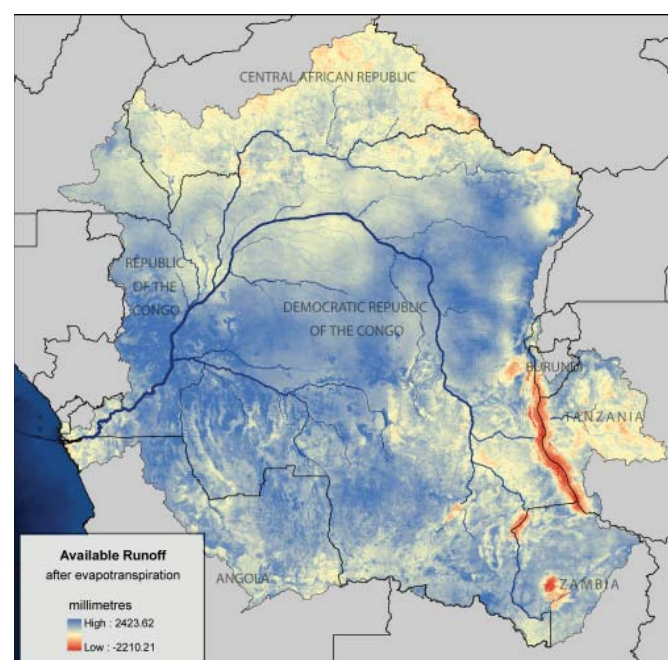 CENTRAL AFRICAN REPUBLIC
REPUBLIC
OF THE
CONGO
DEMOCRATIC REPUBLIC
OF THE CONGO
BURUNDI
TANZANIA
ANGOLA
ZAMBIA
Available Runoff
after evapotranspiration
millimetres
High : 2423.62
Low : -2210.21